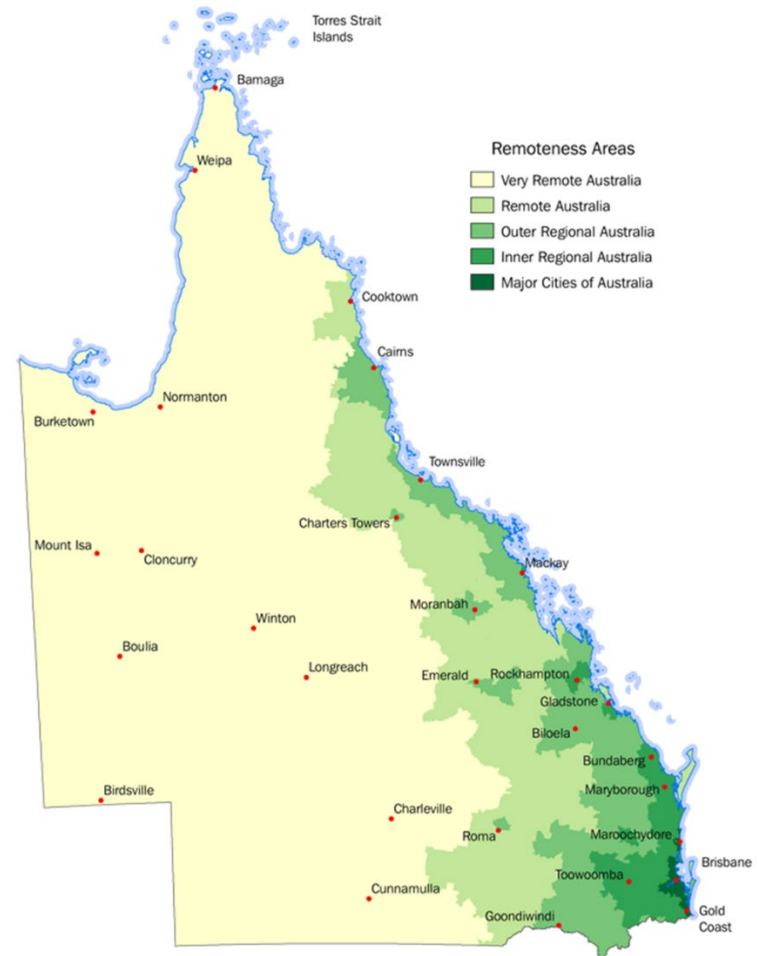 Torres Strait
Islands
Bamaga
Remoteness Areas
Weipa
Very Remote Australia
Remote Australia
Outer Regional Australia
Inner Regional Australia
Major Cities of Australia
Cooktown
Cairns
Normanton
Burketown
Townsville
Charters Towers
Mount Isa
Cloncurry
Mackay
Moranbah
Winton
Boulia
Longreach
Emerald
Rockhampton
Gladstone
Biloela
Bundaberg
Birdsville
Maryborough
Charleville
Roma
Maroochydore
Brisbane
Toowoomba
Cunnamulla
Goondiwindi
Gold
Coast